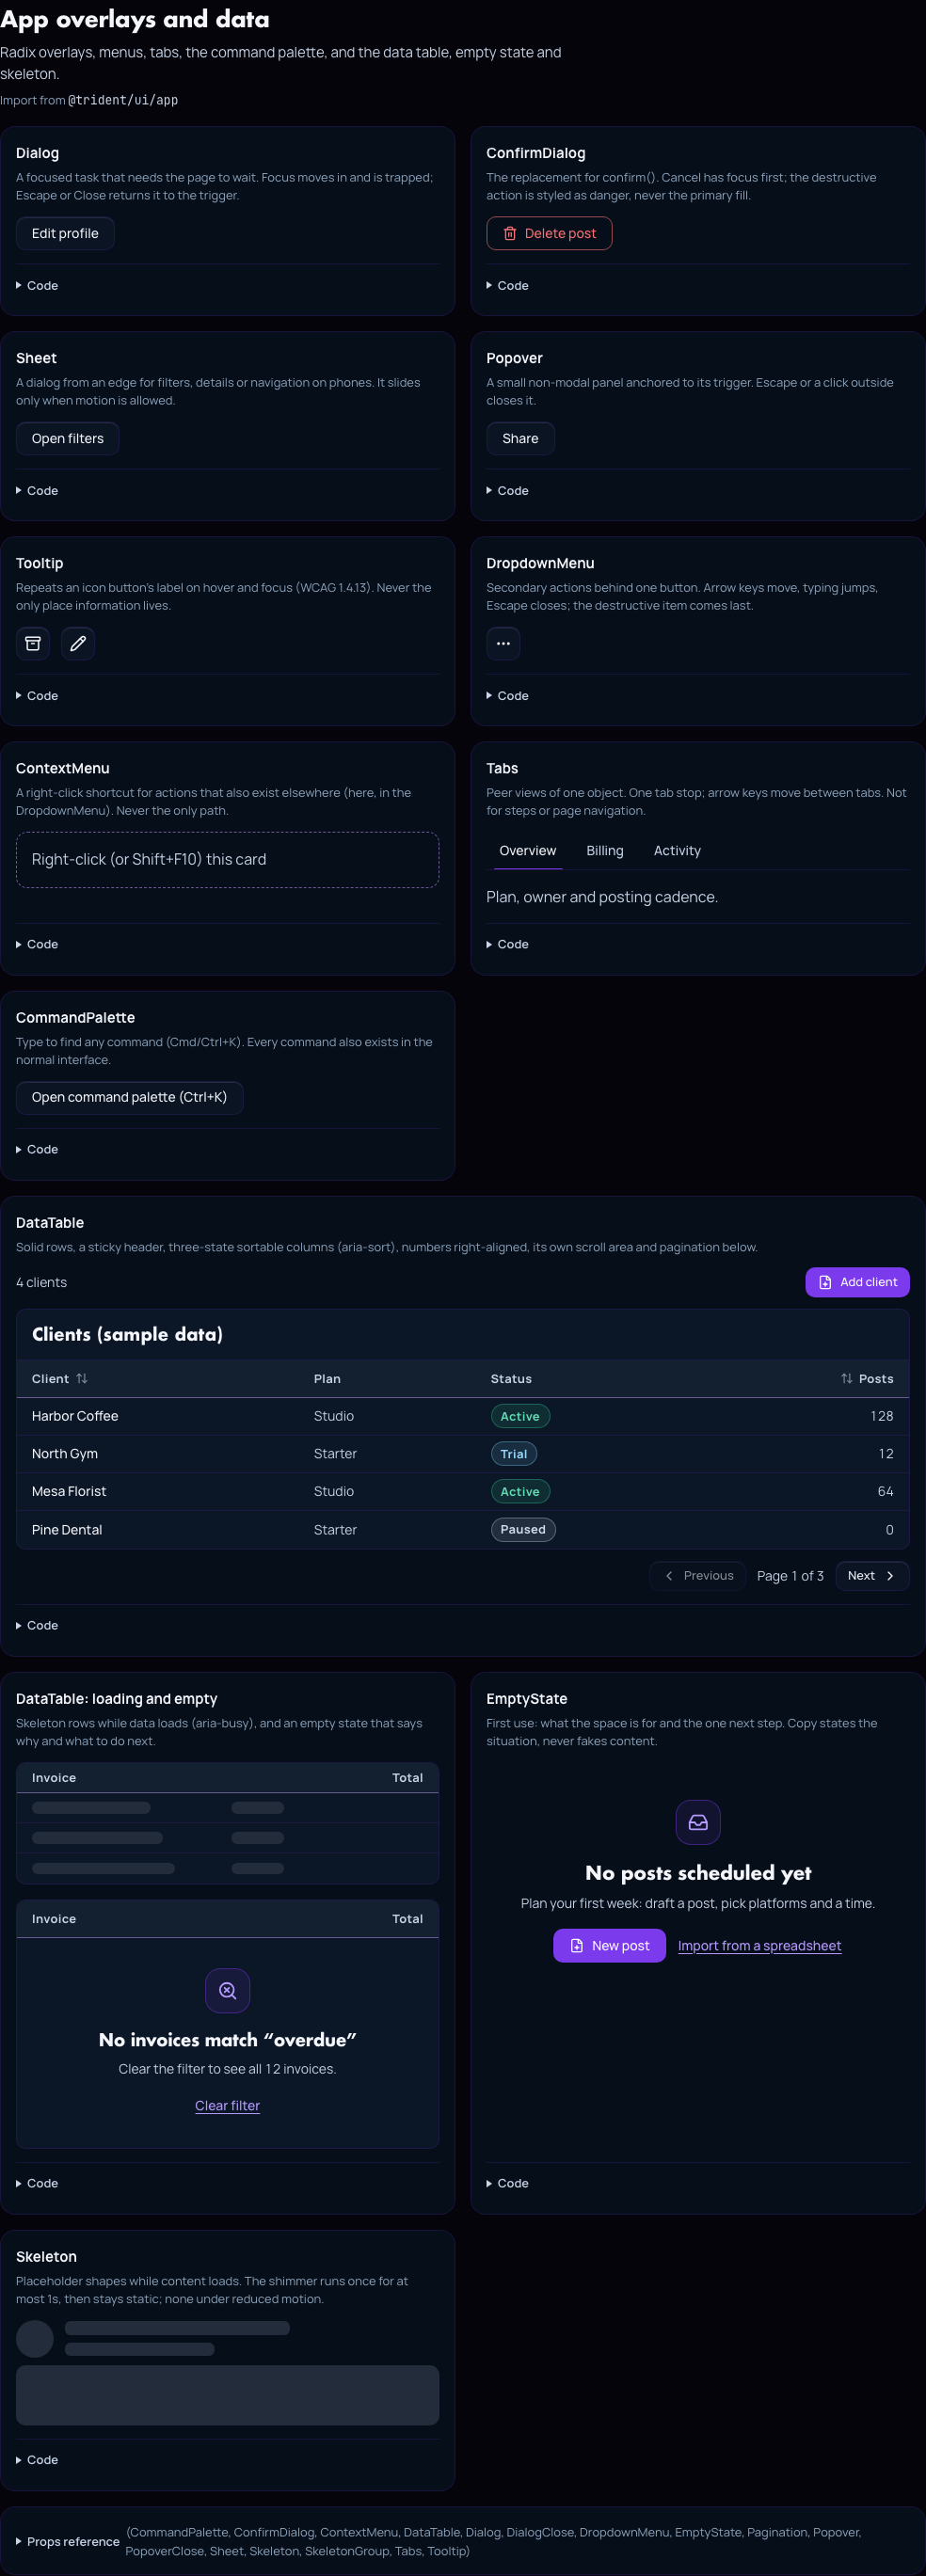 App overlays and data
Radix overlays, menus, tabs, the command palette, and the data table, empty state and
skeleton.
Import from @trident/ui/app
Dialog
A focused task that needs the page to wait. Focus moves in and is trapped;
Escape or Close returns it to the trigger.
Edit profile
Code
ConfirmDialog
The replacement for confirm(). Cancel has focus first; the destructive
action is styled as danger, never the primary fill.
Delete post
Code
Sheet
A dialog from an edge for filters, details or navigation on phones. It slides
only when motion is allowed.
Open filters
Code
Popover
A small non-modal panel anchored to its trigger. Escape or a click outside
closes it.
Share
Code
Tooltip
Repeats an icon button's label on hover and focus (WCAG 1.4.13). Never the
only place information lives.
Code
DropdownMenu
Secondary actions behind one button. Arrow keys move, typing jumps,
Escape closes; the destructive item comes last.
Code
ContextMenu
A right-click shortcut for actions that also exist elsewhere (here, in the
DropdownMenu). Never the only path.
Right-click (or Shift+F10) this card
Code
Tabs
Peer views of one object. One tab stop; arrow keys move between tabs. Not
for steps or page navigation.
Overview Billing Activity
Plan, owner and posting cadence.
Code
CommandPalette
Type to find any command (Cmd/Ctrl+K). Every command also exists in the
normal interface.
Open command palette (Ctrl+K)
Code
DataTable
Solid rows, a sticky header, three-state sortable columns (aria-sort), numbers right-aligned, its own scroll area and pagination below.
4 clients Add client
Clients (sample data)
Client Plan Status Posts
Harbor Coffee Studio Active 128
North Gym Starter Trial 12
Mesa Florist Studio Active 64
Pine Dental Starter Paused 0
Previous Page 1 of 3 Next
Code
DataTable: loading and empty
Skeleton rows while data loads (aria-busy), and an empty state that says
why and what to do next.
Invoice Total
Invoice Total
No invoices match “overdue”
Clear the filter to see all 12 invoices.
Clear filter
Code
EmptyState
First use: what the space is for and the one next step. Copy states the
situation, never fakes content.
No posts scheduled yet
Plan your first week: draft a post, pick platforms and a time.
New post Import from a spreadsheet
Code
Skeleton
Placeholder shapes while content loads. The shimmer runs once for at
most 1s, then stays static; none under reduced motion.
Code
Props reference (CommandPalette, ConfirmDialog, ContextMenu, DataTable, Dialog, DialogClose, DropdownMenu, EmptyState, Pagination, Popover,
PopoverClose, Sheet, Skeleton, SkeletonGroup, Tabs, Tooltip)